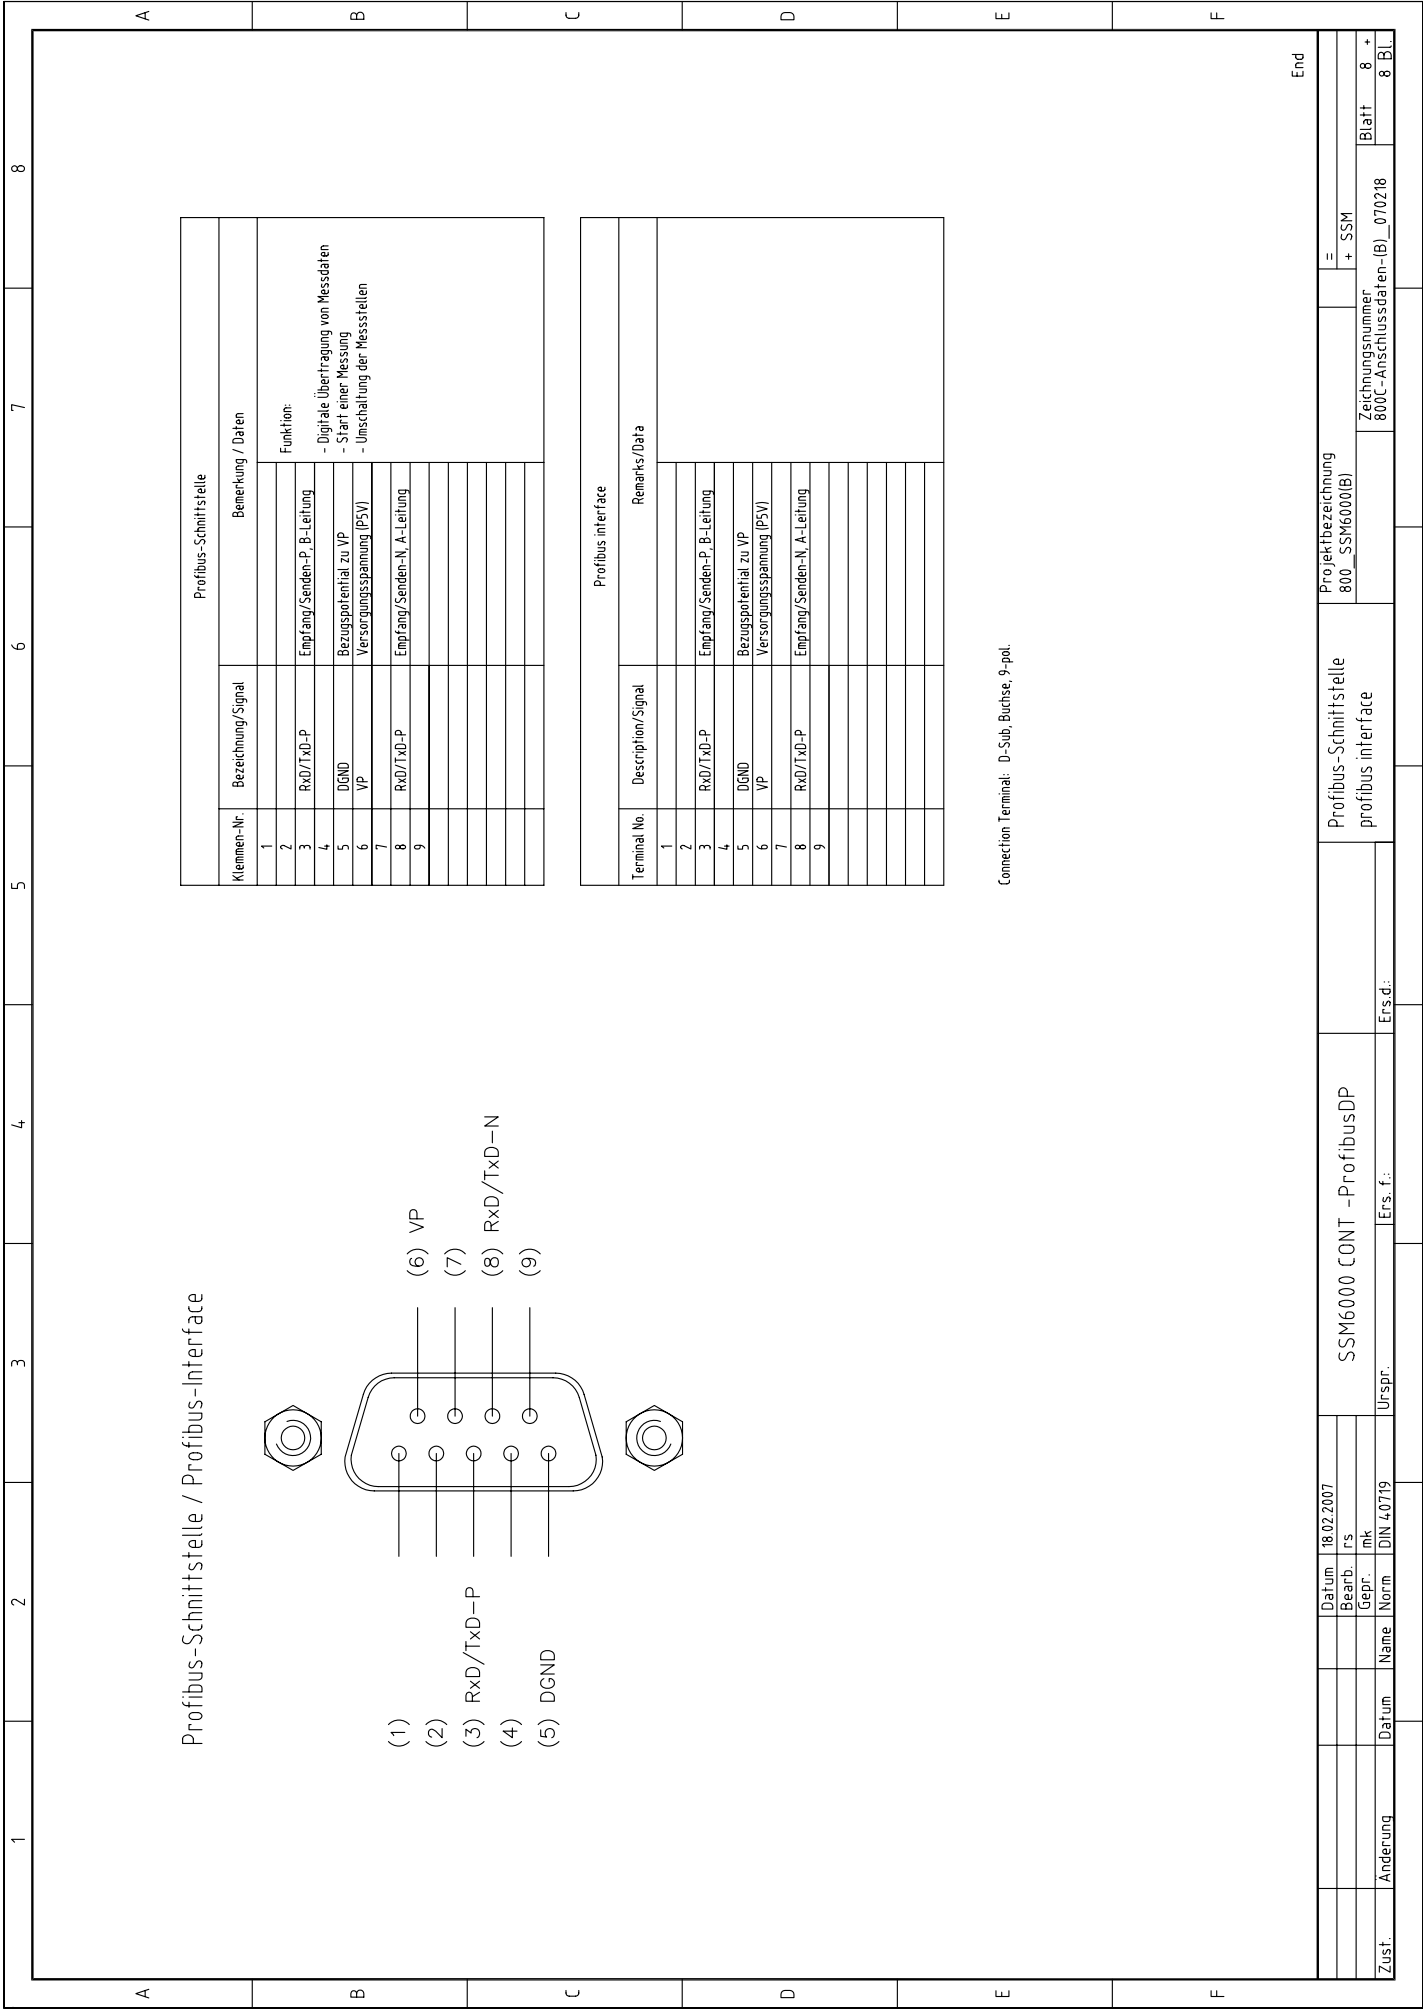 1 2 3 4 5 6 7 8
A
B
C
D
E
F
A
B
C
D
E
F
Profibus-Schnittstelle / Profibus-Interface
(1)
(2)
(3) RxD/TxD-P
(4)
(5) DGND
(6) VP
(7)
(8) RxD/TxD-N
(9)
Profibus-Schnittstelle
Klemmen-Nr. Bezeichnung/Signal Bemerkung / Daten
1
2
3 RxD/TxD-P Empfang/Senden-P, B-Leitung
4
5 DGND Bezugspotential zu VP
6 VP Versorgungsspannung (P5V)
7
8 RxD/TxD-P Empfang/Senden-N, A-Leitung
9
Funktion:
- Digitale Übertragung von Messdaten
- Start einer Messung
- Umschaltung der Messstellen
Profibus interface
Terminal No. Description/Signal Remarks/Data
1
2
3 RxD/TxD-P Empfang/Senden-P, B-Leitung
4
5 DGND Bezugspotential zu VP
6 VP Versorgungsspannung (P5V)
7
8 RxD/TxD-P Empfang/Senden-N, A-Leitung
9
Connection Terminal: D-Sub, Buchse, 9-pol.
End
Zust. Änderung Datum Name
Datum 18.02.2007
Bearb. rs
Gepr. mk
Norm DIN 40719
SSM6000 CONT -ProfibusDP
Urspr. Ers. f.: Ers.d.:
Profibus-Schnittstelle
profibus interface
Projektbezeichnung
800_SSM6000(B)
=
+ SSM
Zeichnungsnummer
800C-Anschlussdaten-(B)_070218
Blatt 8 +
8 Bl.